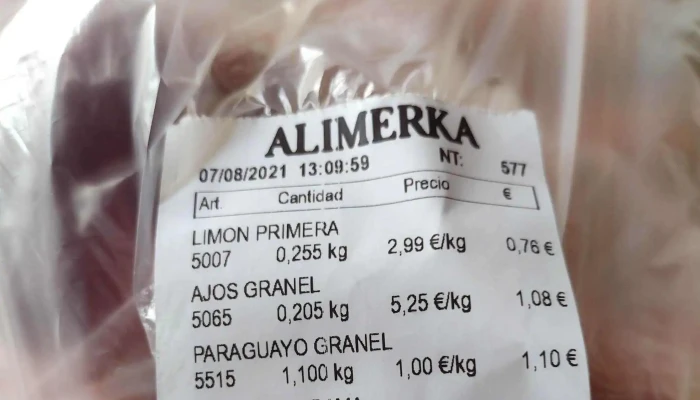 ALIMERKA
07/08/2021 13:09:59 NT: 577
Art. Cantidad Precio €
LIMON PRIMERA
5007 0,255 kg 2,99 €/kg 0,76 €
AJOS GRANEL
5065 0,205 kg 5,25 €/kg 1,08 €
PARAGUAYO GRANEL
5515 1,100 kg 1,00 €/kg 1,10 €